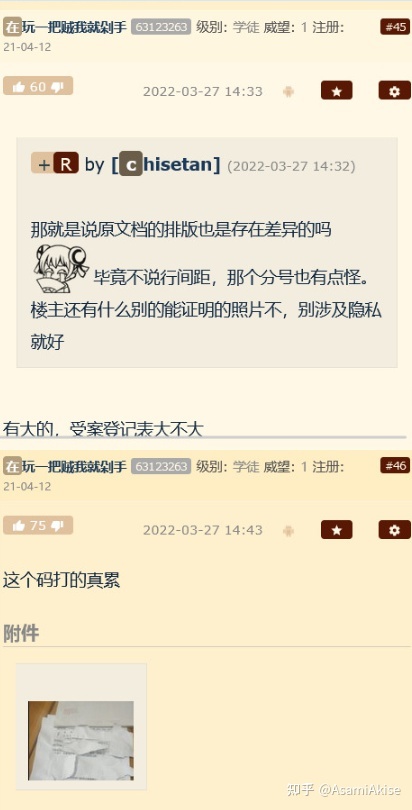 在玩一把贼我就剁手 63123263 级别: 学徒 威望: 1 注册: #45
21-04-12
60 2022-03-27 14:33
+ R by [chisetan] (2022-03-27 14:32)
那就是说原文档的排版也是存在差异的吗
毕竟不说行间距，那个分号也有点怪。
楼主还有什么别的能证明的照片不，别涉及隐私
就好
有大的，受案登记表大不大
在玩一把贼我就剁手 63123263 级别: 学徒 威望: 1 注册: #46
21-04-12
75 2022-03-27 14:43
这个码打的真累
附件
知乎 @AsamiAkise